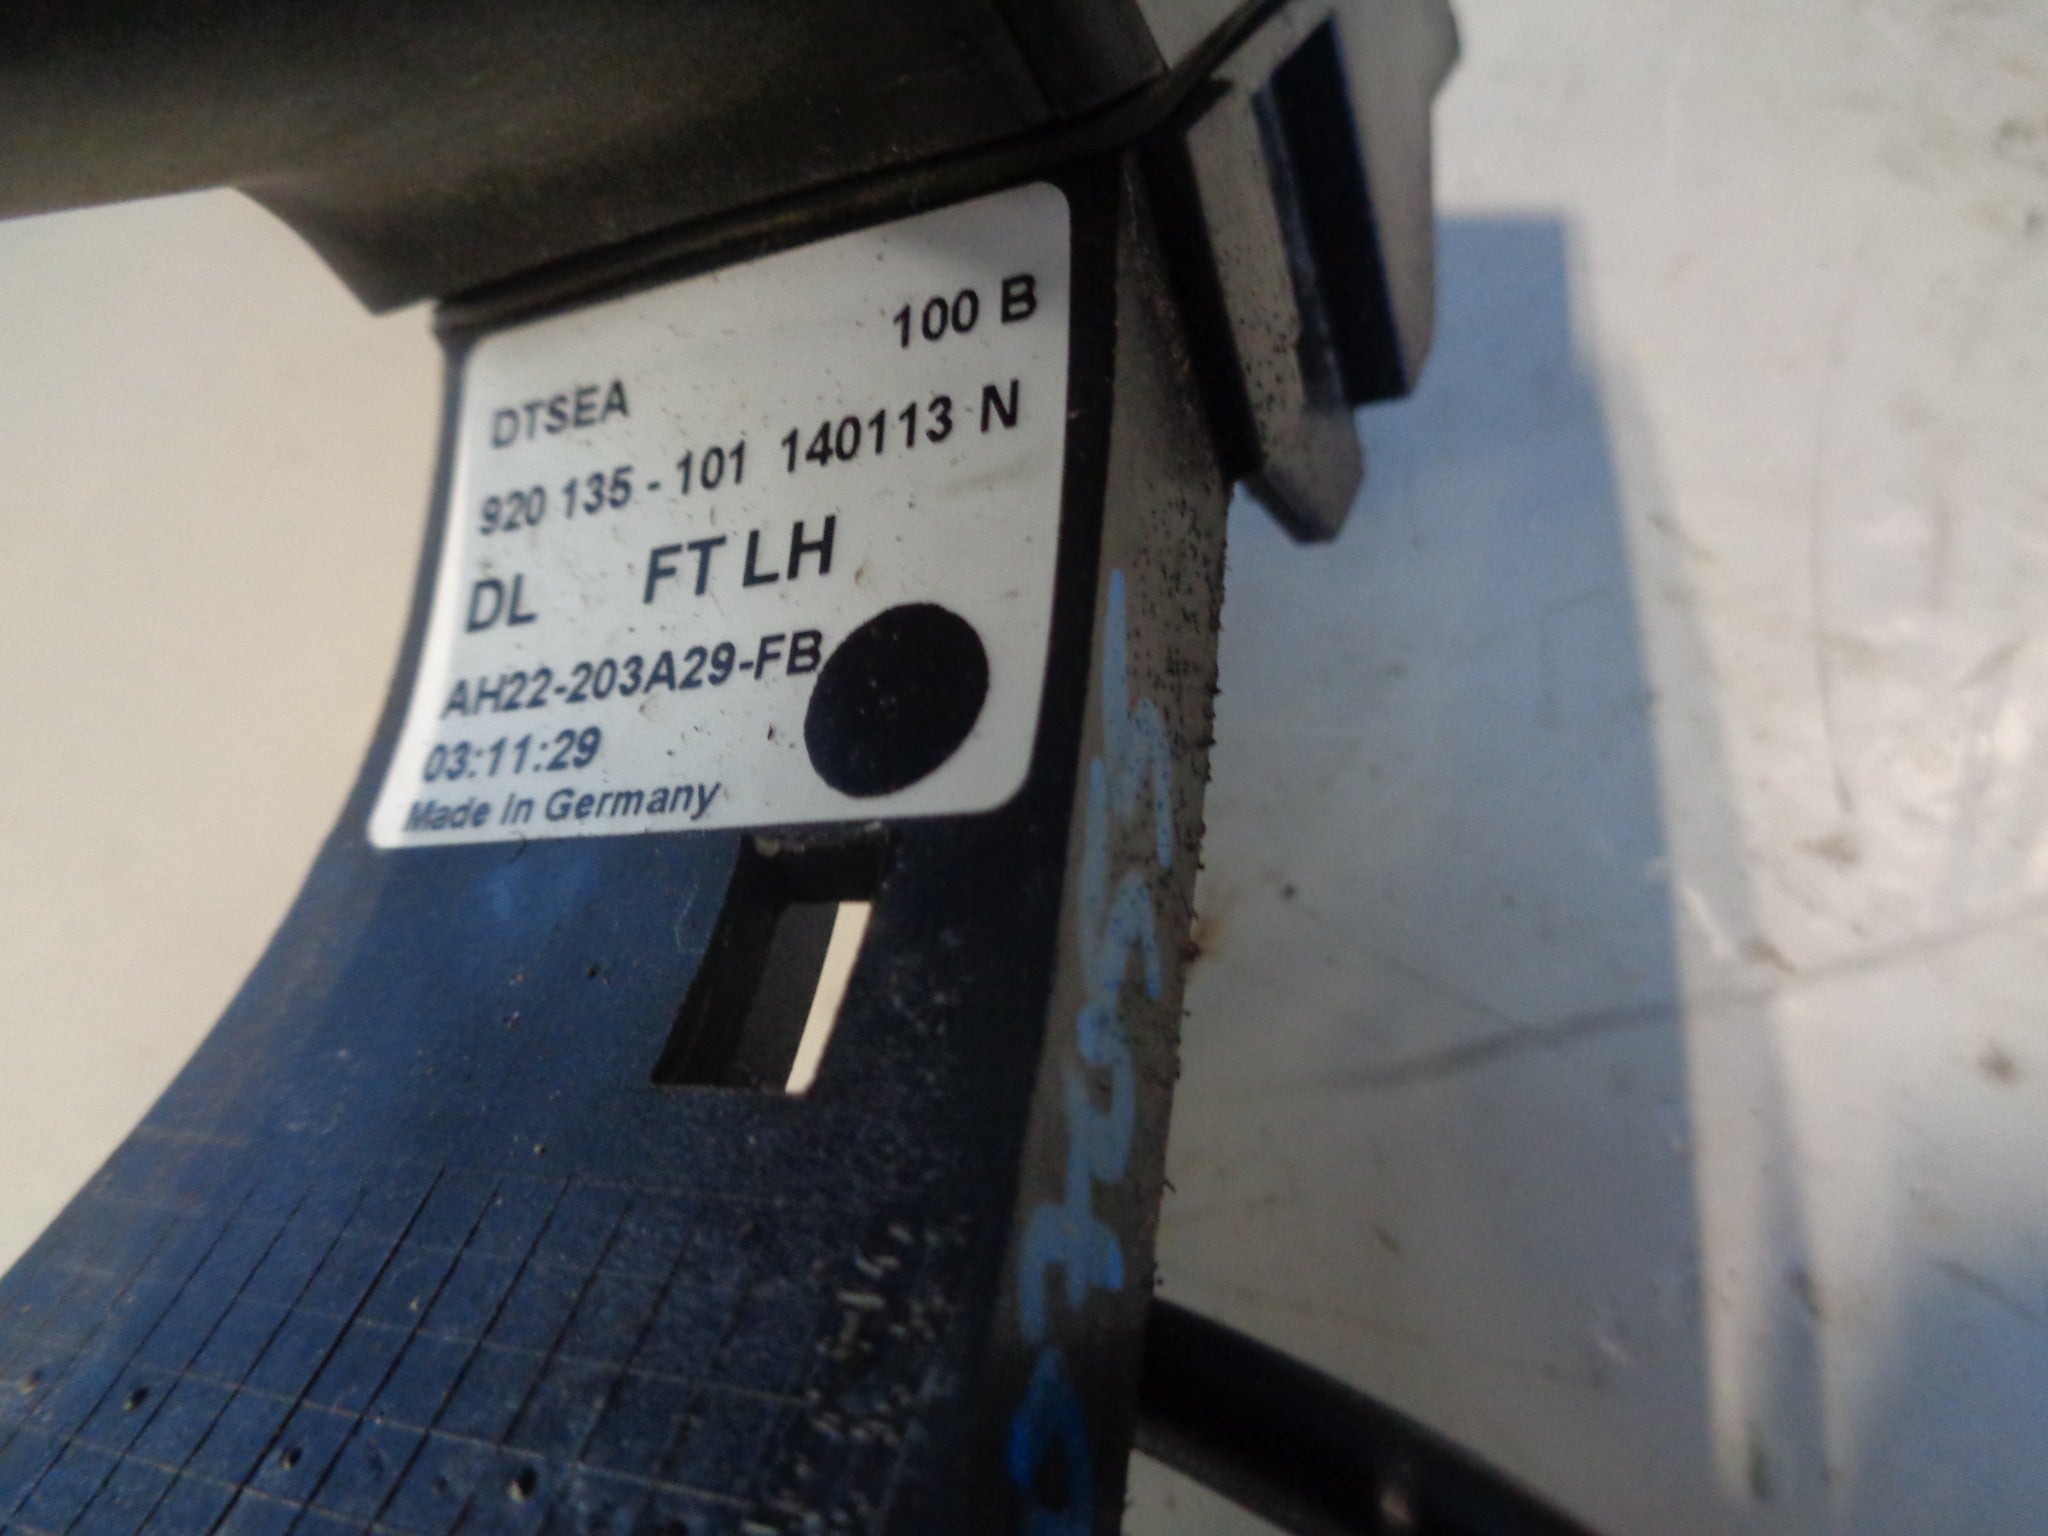 100 B
DTSEA
920 135 - 101 140113 N
DL FT LH
AH22-203A29-FB
03:11:29
Made In Germany